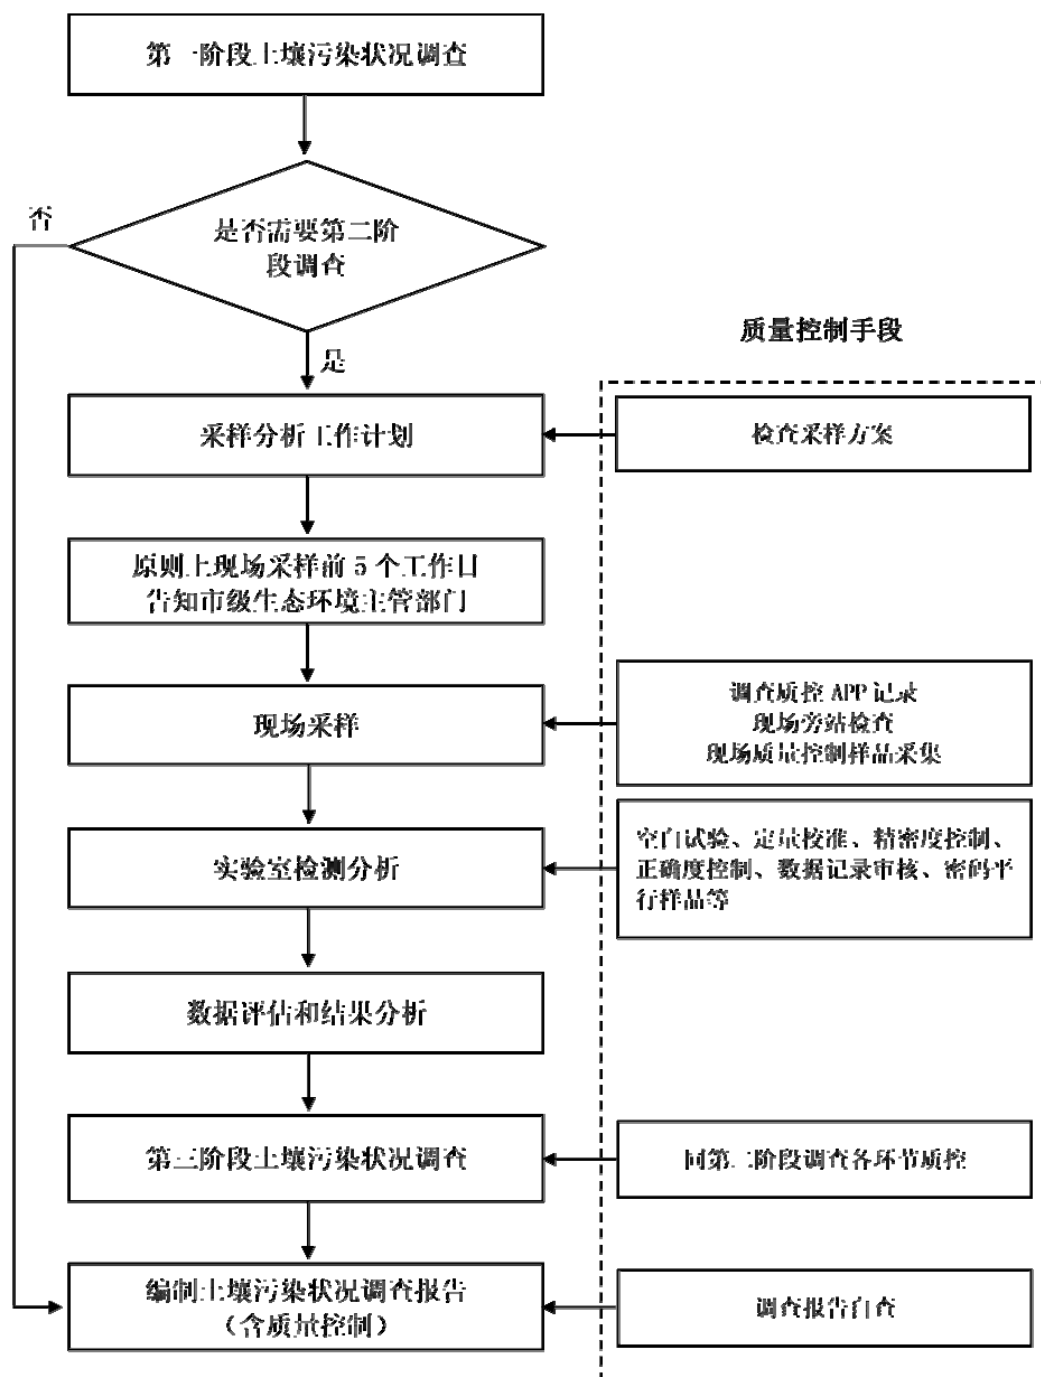 第一阶段土壤污染状况调查
是否需要第二阶
段调查
否
是
质量控制手段
采样分析工作计划
检查采样方案
原则上现场采样前 5 个工作日
告知市级生态环境主管部门
现场采样
调查质控 APP 记录
现场旁站检查
现场质量控制样品采集
实验室检测分析
空白试验、定量校准、精密度控制、
正确度控制、数据记录审核、密码平
行样品等
数据评估和结果分析
第三阶段土壤污染状况调查
同第二阶段调查各环节质控
编制土壤污染状况调查报告
（含质量控制）
调查报告自查